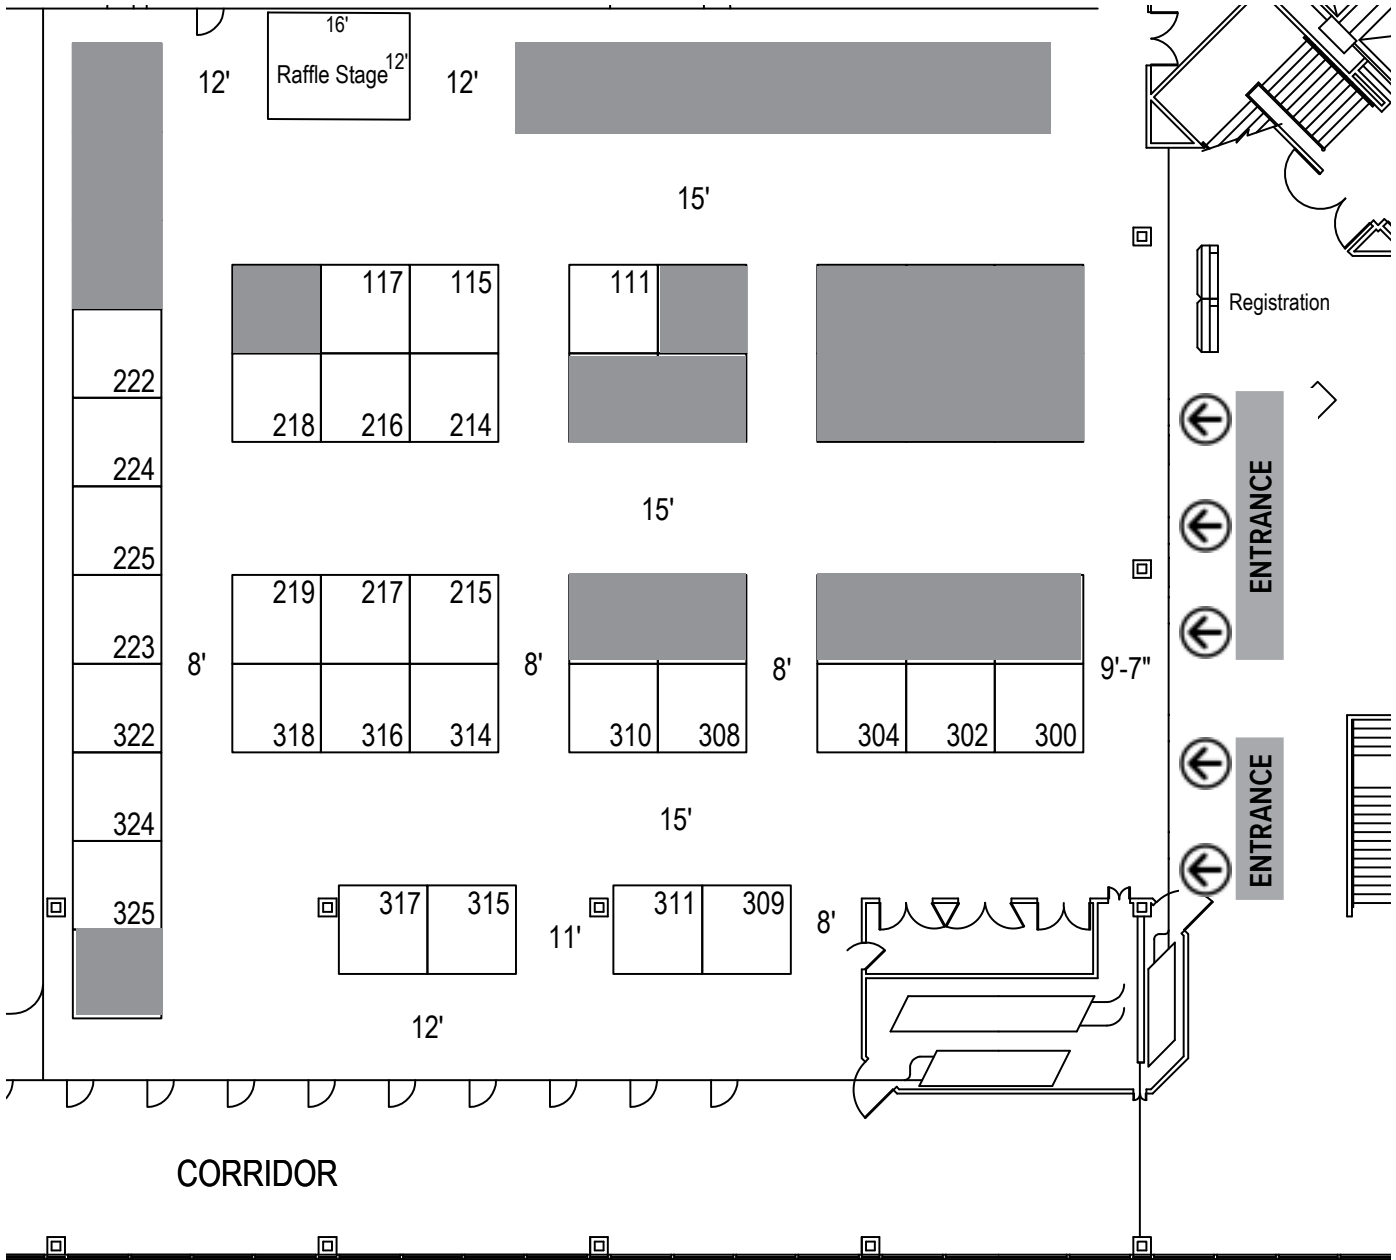 16'
12'
Raffle Stage
12'
12'
15'
117 115
111
Registration
222
218 216 214
224
ENTRANCE
15'
225
219 217 215
223
8'
8'
8'
9'-7"
322
318 316 314
310 308
304 302 300
ENTRANCE
324
15'
325
317 315
311 309
11'
8'
12'
CORRIDOR